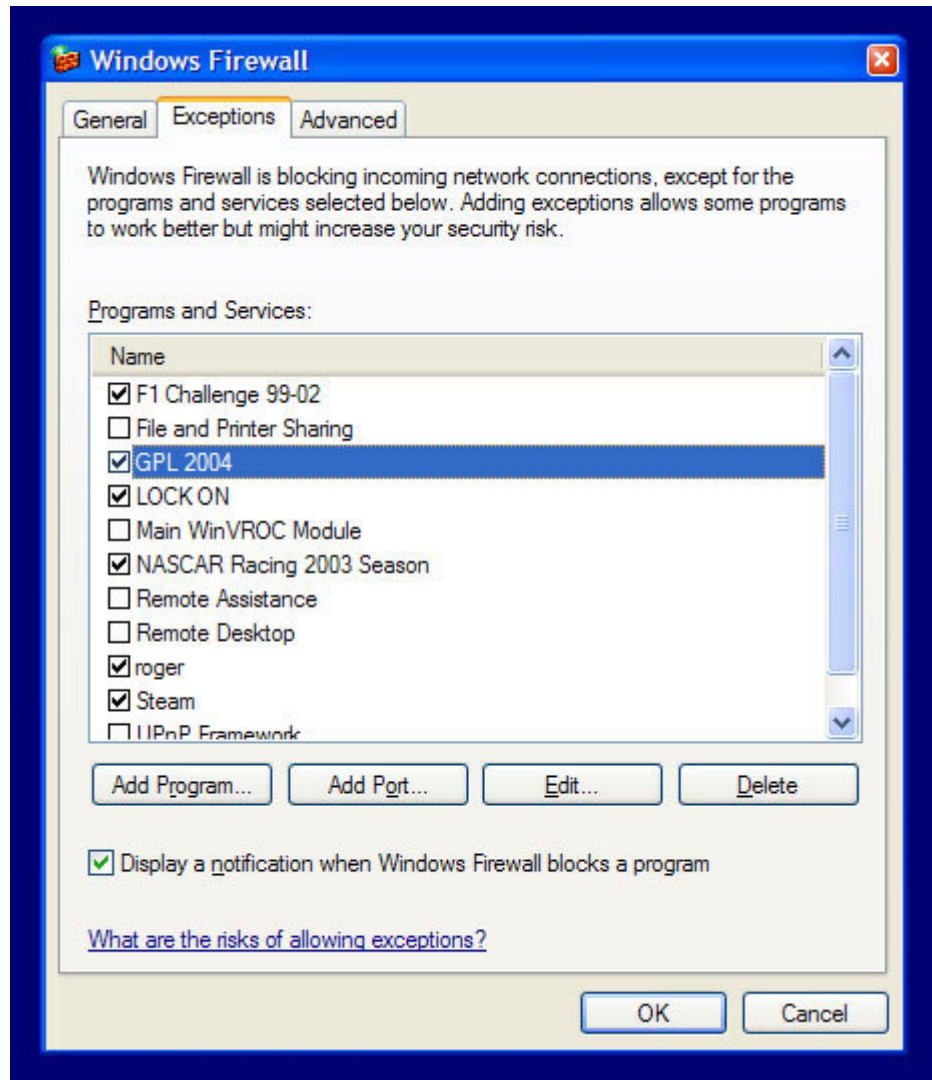 Windows Firewall
General Exceptions Advanced
Windows Firewall is blocking incoming network connections, except for the
programs and services selected below. Adding exceptions allows some programs
to work better but might increase your security risk.
Programs and Services:
Name
F1 Challenge 99-02
File and Printer Sharing
GPL 2004
LOCK ON
Main WinVROC Module
NASCAR Racing 2003 Season
Remote Assistance
Remote Desktop
roger
Steam
UPnP Framework
Add Program... Add Port... Edit... Delete
Display a notification when Windows Firewall blocks a program
What are the risks of allowing exceptions?
OK Cancel